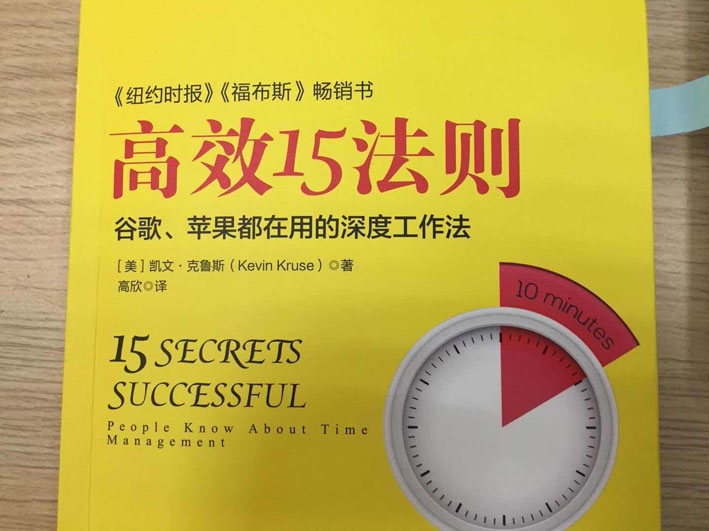 《纽约时报》《福布斯》畅销书
高效15法则
谷歌、苹果都在用的深度工作法
［美］凯文·克鲁斯（Kevin Kruse）◎著
高欣◎译
10 minutes
15 SECRETS
SUCCESSFUL
People Know About Time
Management